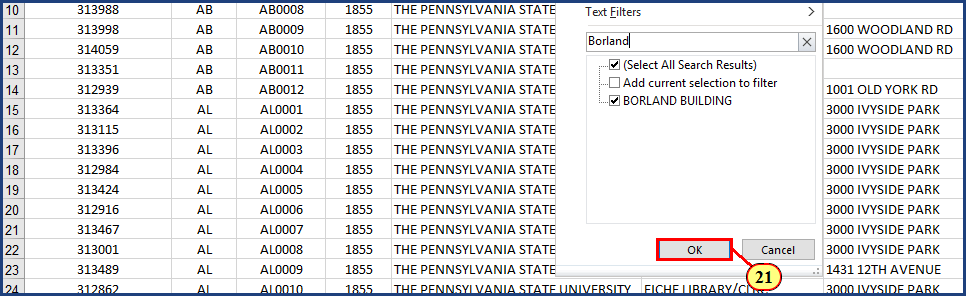 10 313988 AB AB0008 1855 THE PENNSYLVANIA STATE Text Filters
11 313998 AB AB0009 1855 THE PENNSYLVANIA STATE 1600 WOODLAND RD
Borland
12 314059 AB AB0010 1855 THE PENNSYLVANIA STATE 1600 WOODLAND RD
13 313351 AB AB0011 1855 THE PENNSYLVANIA STATE (Select All Search Results)
Add current selection to filter
14 312939 AB AB0012 1855 THE PENNSYLVANIA STATE 1001 OLD YORK RD
BORLAND BUILDING
15 313364 AL AL0001 1855 THE PENNSYLVANIA STATE 3000 IVYSIDE PARK
16 313115 AL AL0002 1855 THE PENNSYLVANIA STATE 3000 IVYSIDE PARK
17 313396 AL AL0003 1855 THE PENNSYLVANIA STATE 3000 IVYSIDE PARK
18 312984 AL AL0004 1855 THE PENNSYLVANIA STATE 3000 IVYSIDE PARK
19 313424 AL AL0005 1855 THE PENNSYLVANIA STATE 3000 IVYSIDE PARK
20 312916 AL AL0006 1855 THE PENNSYLVANIA STATE 3000 IVYSIDE PARK
21 313467 AL AL0007 1855 THE PENNSYLVANIA STATE 3000 IVYSIDE PARK
22 313001 AL AL0008 1855 THE PENNSYLVANIA STATE OK Cancel 3000 IVYSIDE PARK
23 313489 AL AL0009 1855 THE PENNSYLVANIA STATE 1431 12TH AVENUE
21
24 312862 AL AL0010 1855 THE PENNSYLVANIA STATE UNIVERSITY FICHE 3000 IVYSIDE PARK